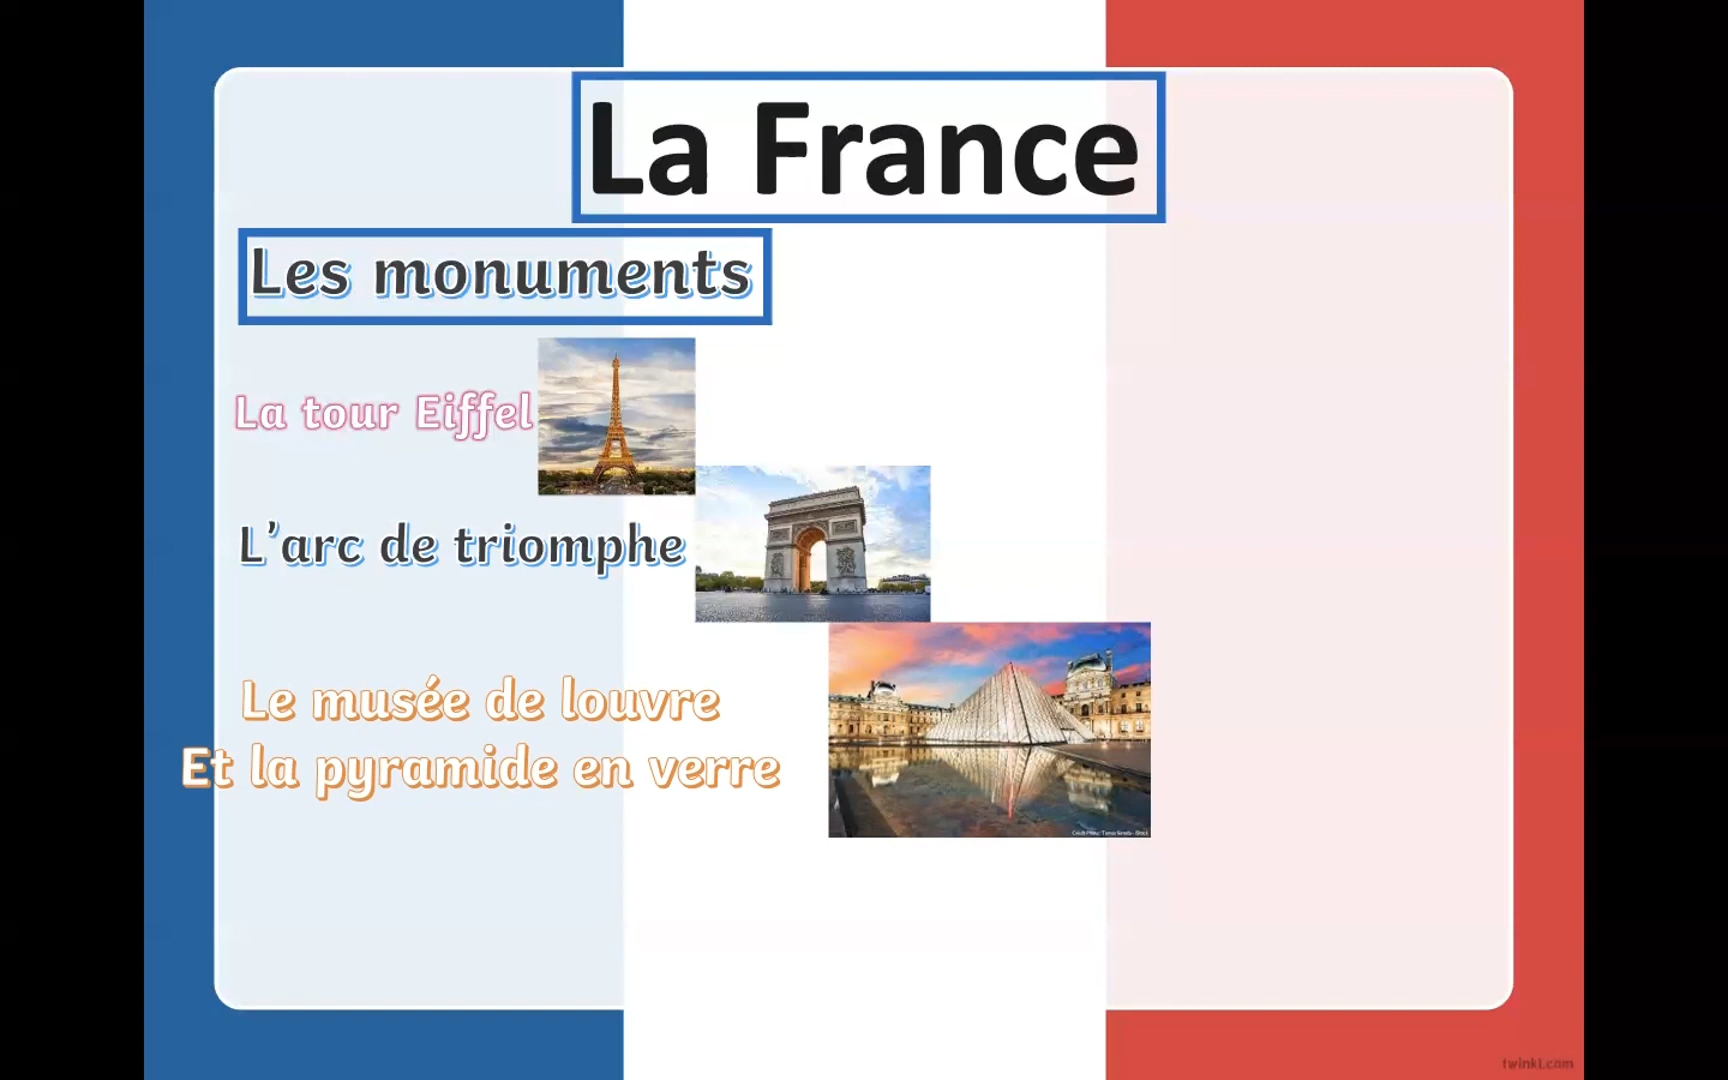 La France
Les monuments
La tour Eiffel
L’arc de triomphe
Le musée de louvre
Et la pyramide en verre
twinkl.com